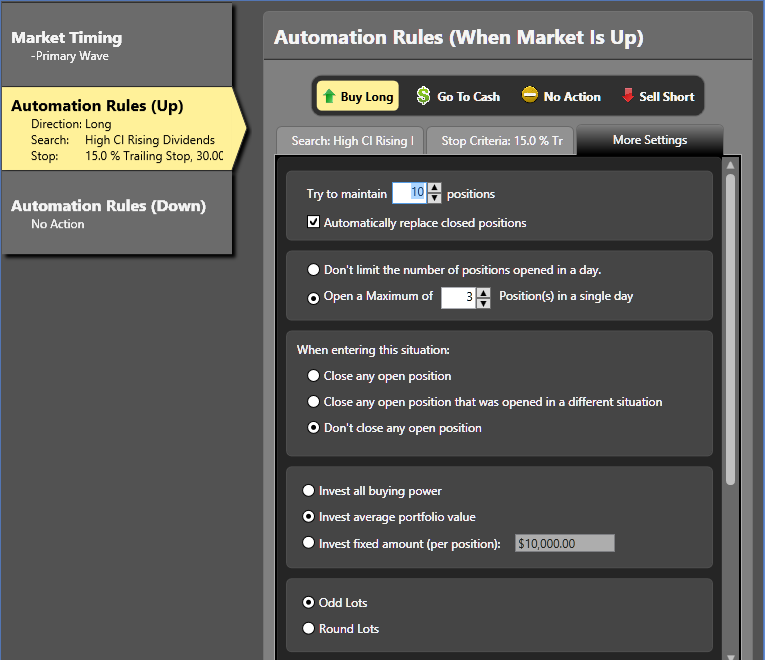 Market Timing
-Primary Wave
Automation Rules (Up)
Direction: Long
Search: High CI Rising Dividends
Stop: 15.0 % Trailing Stop, 30.00
Automation Rules (Down)
No Action
Automation Rules (When Market Is Up)
Buy Long Go To Cash No Action Sell Short
Search: High CI Rising I Stop Criteria: 15.0 % Tr More Settings
Try to maintain 10 positions
Automatically replace closed positions
Don't limit the number of positions opened in a day.
Open a Maximum of 3 Position(s) in a single day
When entering this situation:
Close any open position
Close any open position that was opened in a different situation
Don't close any open position
Invest all buying power
Invest average portfolio value
Invest fixed amount (per position): $10,000.00
Odd Lots
Round Lots